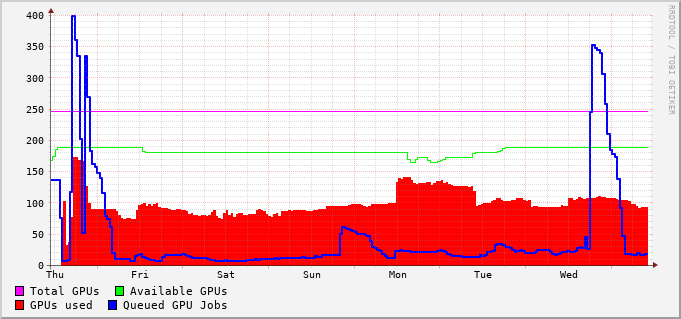 400
350
300
250
200
150
100
50
0
Thu Fri Sat Sun Mon Tue Wed
Total GPUs Available GPUs
GPUs used Queued GPU Jobs
RRDTOOL / TOBI OETIKER